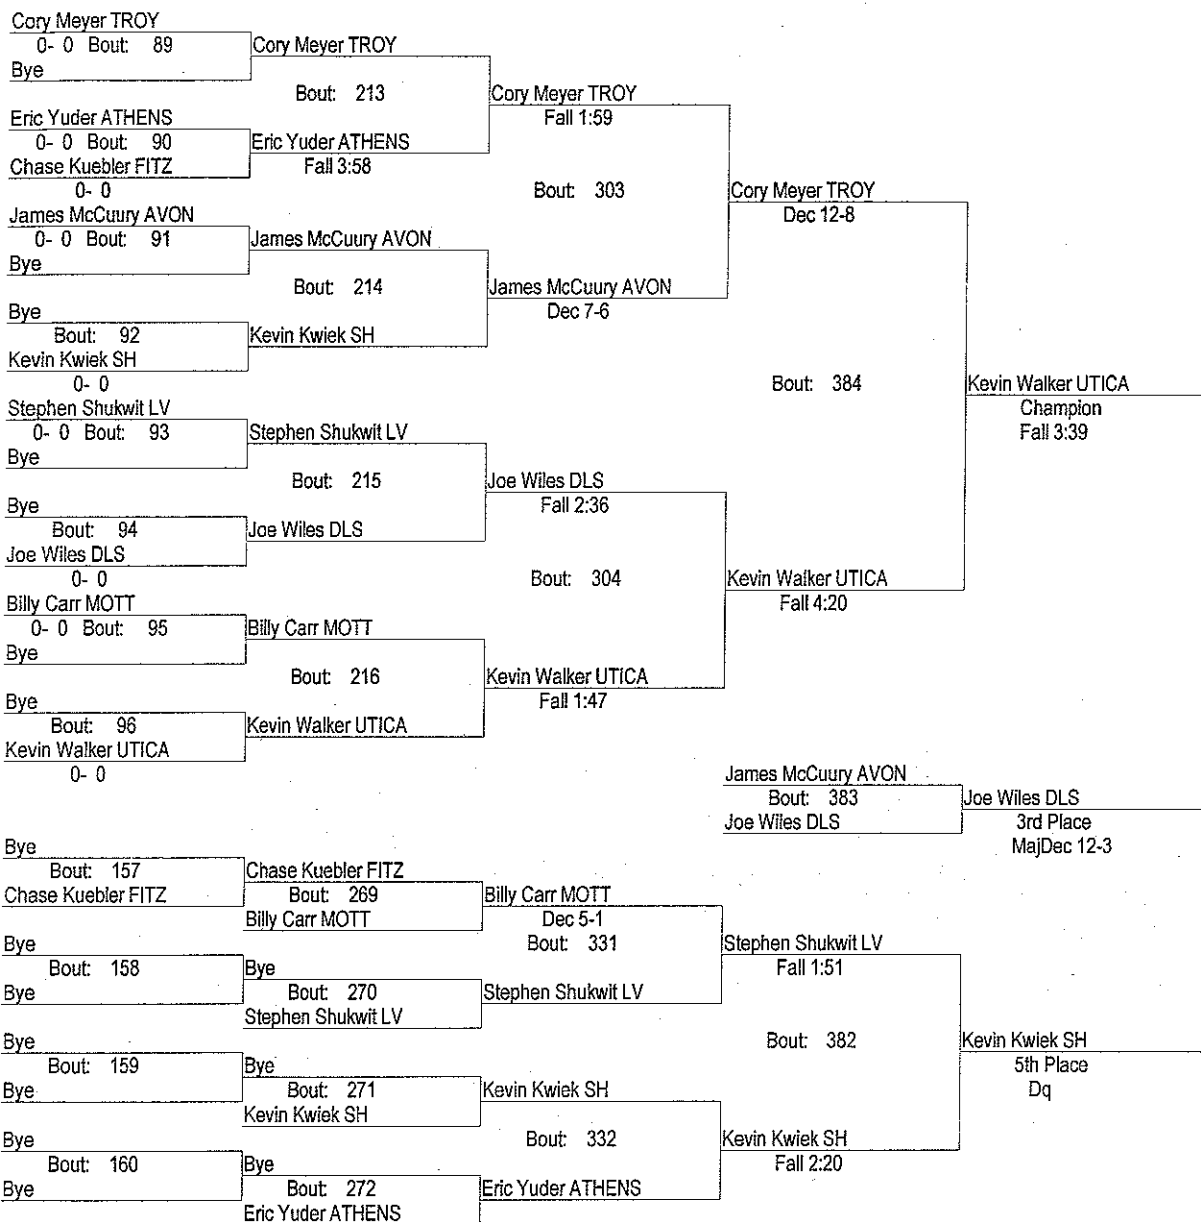 Cory Meyer TROY
0- 0 Bout: 89
Bye
Cory Meyer TROY
Bout: 213
Eric Yuder ATHENS
0- 0 Bout: 90
Chase Kuebler FITZ
0- 0
Eric Yuder ATHENS
Fall 3:58
Cory Meyer TROY
Fall 1:59
Bout: 303
James McCuury AVON
0- 0 Bout: 91
Bye
James McCuury AVON
Bout: 214
Bye
Bout: 92
Kevin Kwiek SH
0- 0
Kevin Kwiek SH
James McCuury AVON
Dec 7-6
Cory Meyer TROY
Dec 12-8
Bout: 384
Stephen Shukwit LV
0- 0 Bout: 93
Bye
Stephen Shukwit LV
Bout: 215
Bye
Bout: 94
Joe Wiles DLS
0- 0
Joe Wiles DLS
Joe Wiles DLS
Fall 2:36
Bout: 304
Billy Carr MOTT
0- 0 Bout: 95
Bye
Billy Carr MOTT
Bout: 216
Bye
Bout: 96
Kevin Walker UTICA
0- 0
Kevin Walker UTICA
Kevin Walker UTICA
Fall 1:47
Kevin Walker UTICA
Fall 4:20
Kevin Walker UTICA
Champion
Fall 3:39
James McCuury AVON
Bout: 383
Joe Wiles DLS
Joe Wiles DLS
3rd Place
MajDec 12-3
Bye
Bout: 157
Chase Kuebler FITZ
Chase Kuebler FITZ
Bout: 269
Billy Carr MOTT
Billy Carr MOTT
Dec 5-1
Bout: 331
Bye
Bout: 158
Bye
Bye
Bout: 270
Stephen Shukwit LV
Stephen Shukwit LV
Stephen Shukwit LV
Fall 1:51
Bout: 382
Bye
Bout: 159
Bye
Bye
Bout: 271
Kevin Kwiek SH
Kevin Kwiek SH
Bout: 332
Bye
Bout: 160
Bye
Bye
Bout: 272
Eric Yuder ATHENS
Eric Yuder ATHENS
Kevin Kwiek SH
Fall 2:20
Kevin Kwiek SH
5th Place
Dq